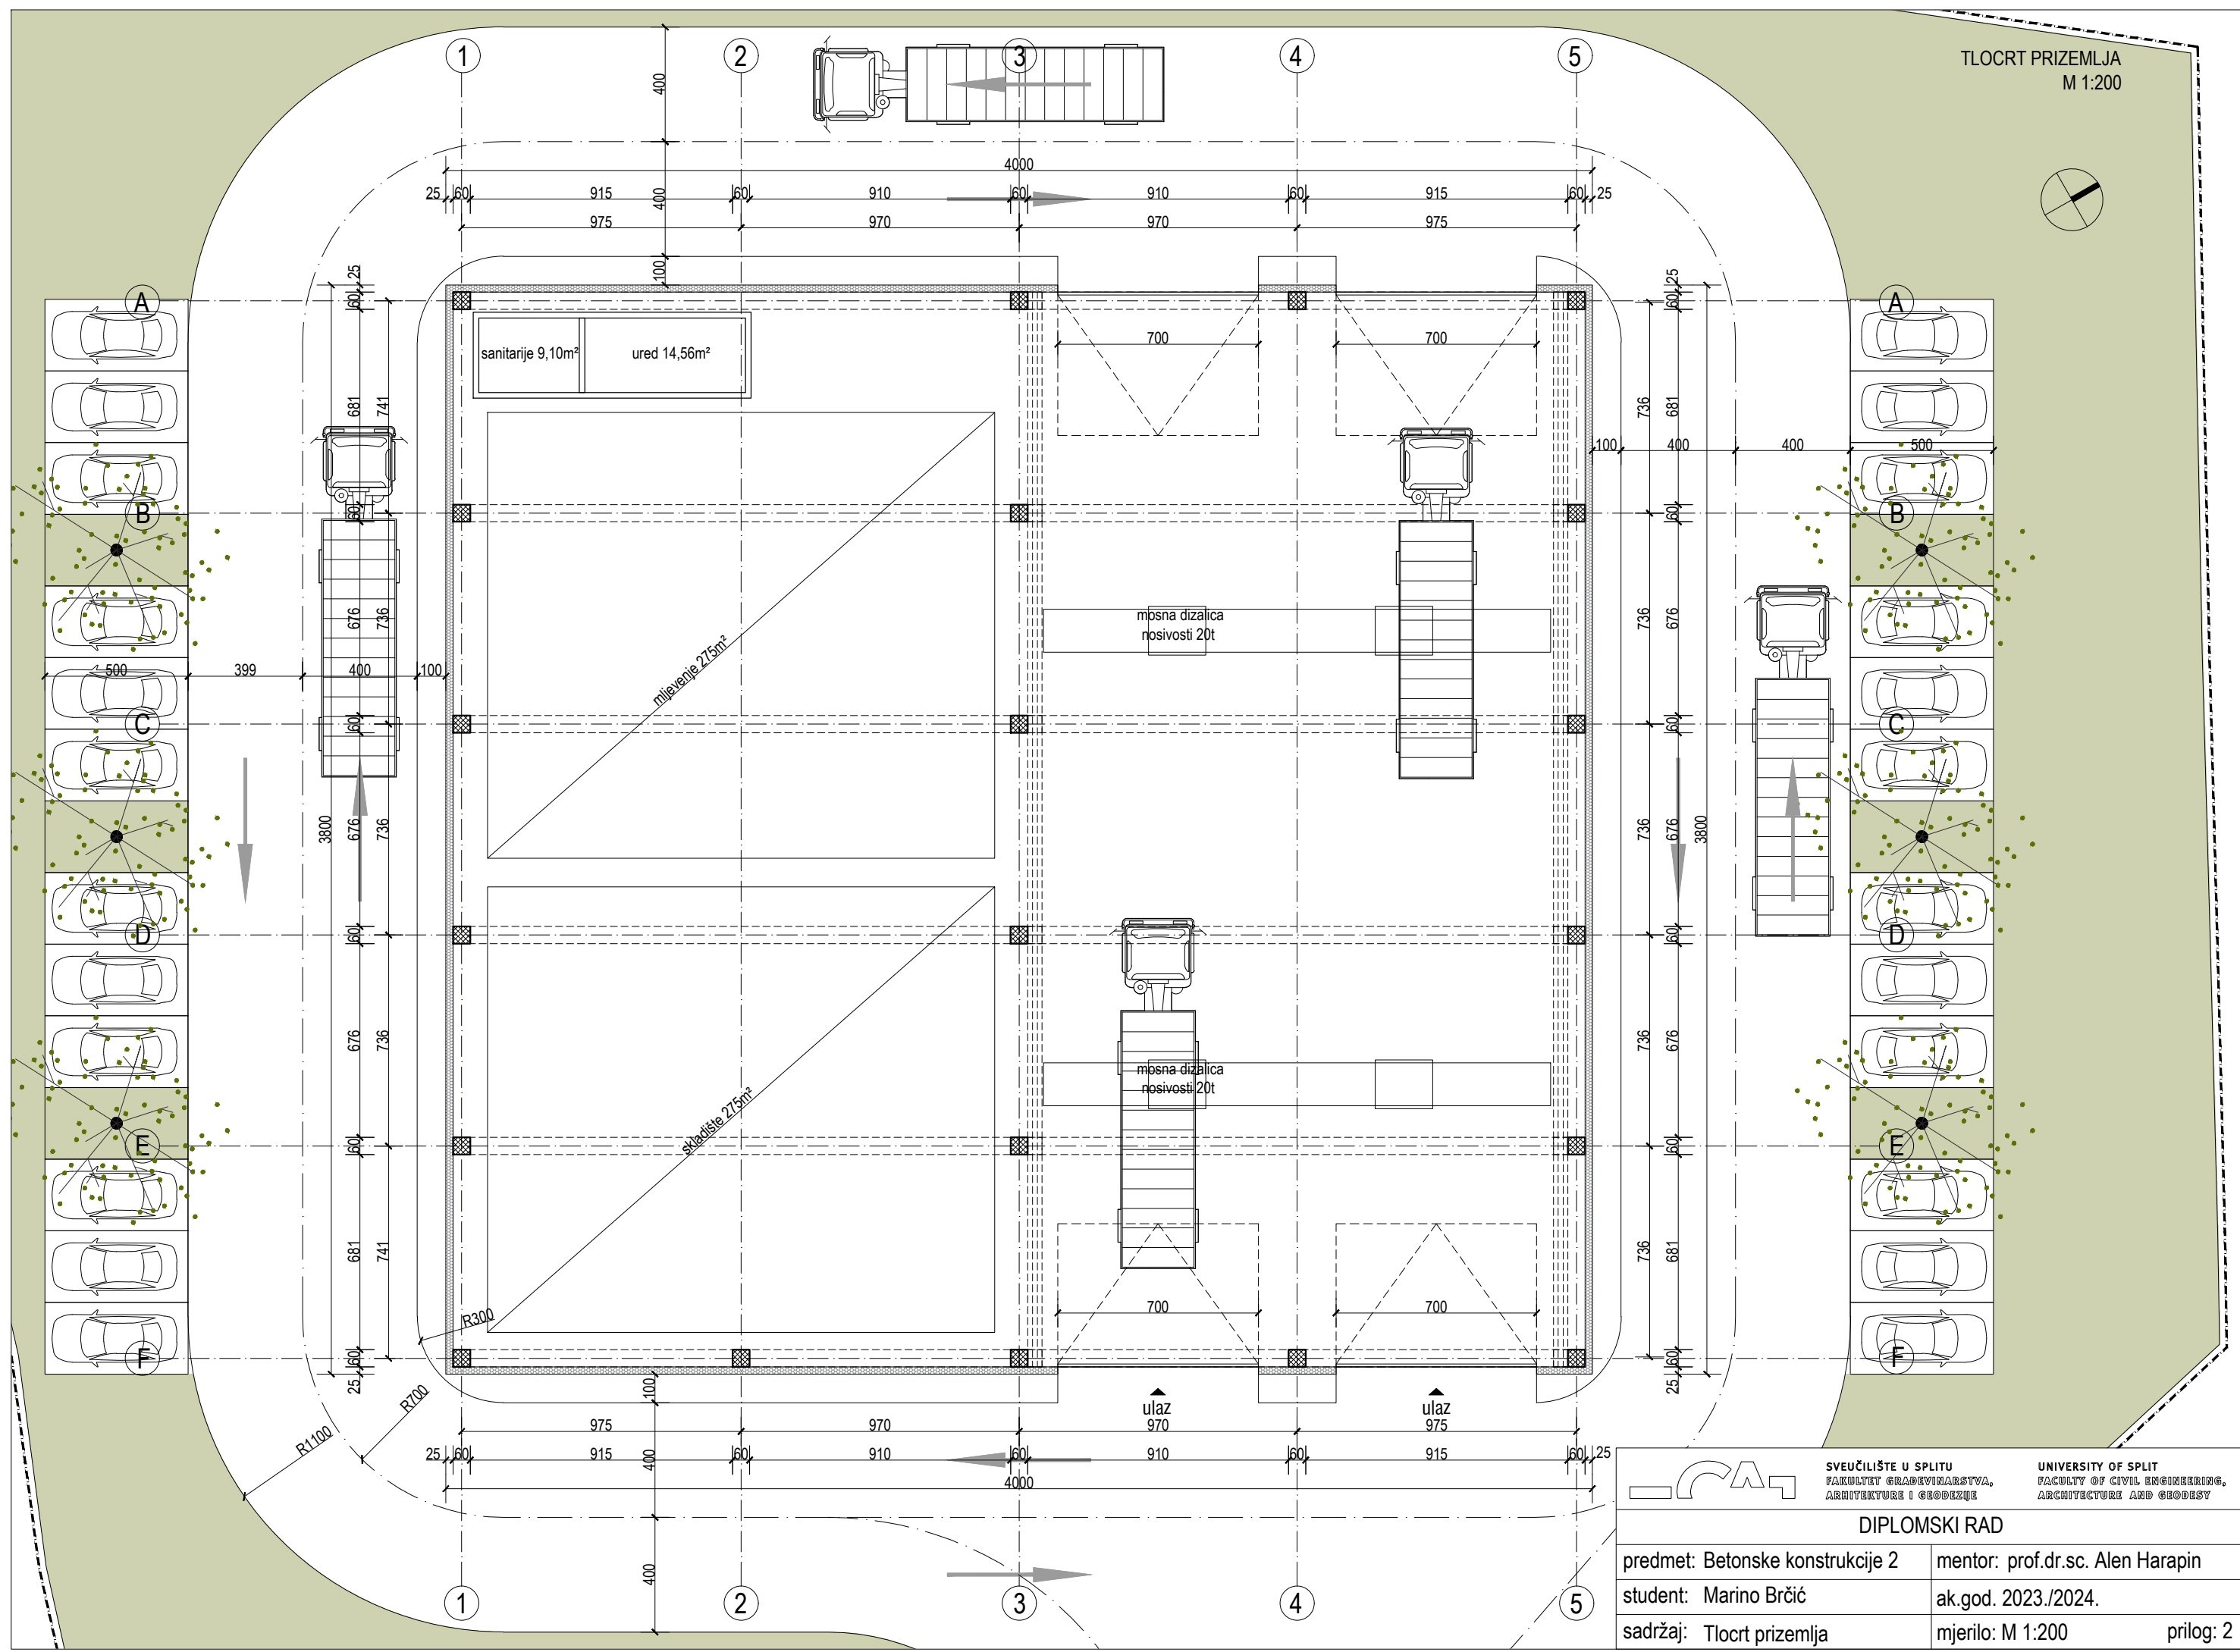 TLOCRT PRIZEMLJA
M 1:200
1 2 3 4 5
400
4000
25 60 915 60 910 60 910 60 915 60 25
400
975 970 970 975
100
25
60
25
60
A
A
sanitarije 9,10m²
ured 14,56m²
700
700
681
741
736
681
100
400
400
500
60
B
60
B
mosna dizalica
nosivosti 20t
676
736
736
676
mljevenje 275m²
500
399
400
100
60
C
60
C
3800
676
736
736
676
3800
60
D
60
D
676
736
736
676
mosna dizalica
nosivosti 20t
skladište 275m²
60
E
60
E
681
741
736
681
700
700
R300
60
F
60
F
25
25
R700
R1100
100
ulaz
ulaz
975 970 970 975
25 60 915 60 910 60 910 60 915 60 25
400
4000
400
1 2 3 4 5
SVEUČILIŠTE U SPLITU
FAKULTET GRAĐEVINARSTVA,
ARHITEKTURE I GEODEZIJE
UNIVERSITY OF SPLIT
FACULTY OF CIVIL ENGINEERING,
ARCHITECTURE AND GEODESY
DIPLOMSKI RAD
predmet: Betonske konstrukcije 2
mentor: prof.dr.sc. Alen Harapin
student: Marino Brčić
ak.god. 2023./2024.
sadržaj: Tlocrt prizemlja
mjerilo: M 1:200
prilog: 2